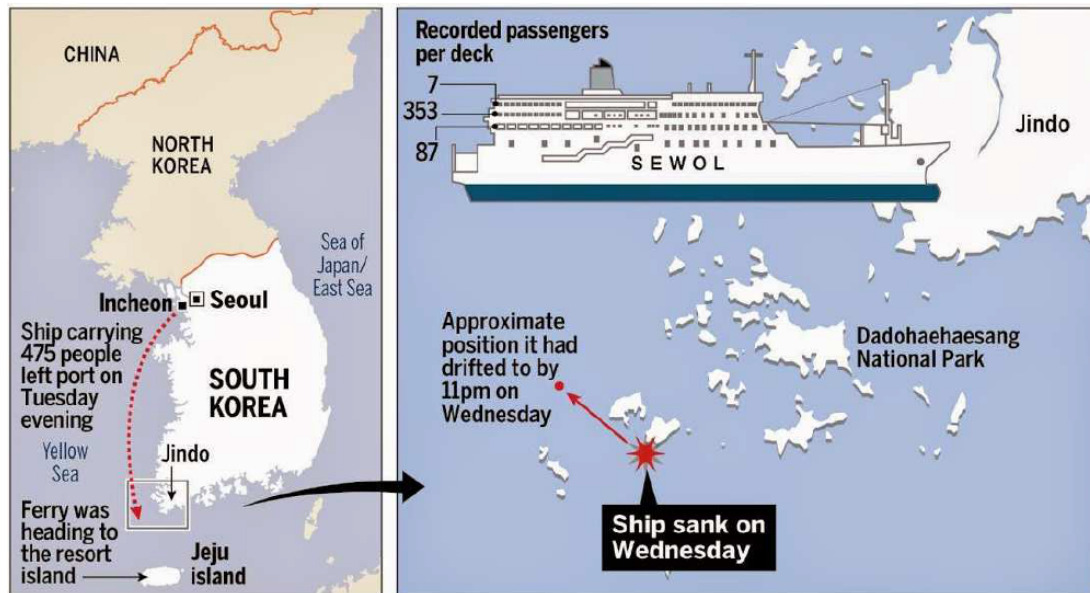 CHINA
NORTH
KOREA
Sea of
Japan/
East Sea
Incheon
Seoul
Ship carrying
475 people
left port on
Tuesday
evening
SOUTH
KOREA
Yellow
Sea
Jindo
Ferry was
heading to
the resort
island
Jeju
island
Recorded passengers
per deck
7
353
87
SEWOL
Jindo
Approximate
position it had
drifted to by
11pm on
Wednesday
Dadohaehaesang
National Park
Ship sank on
Wednesday